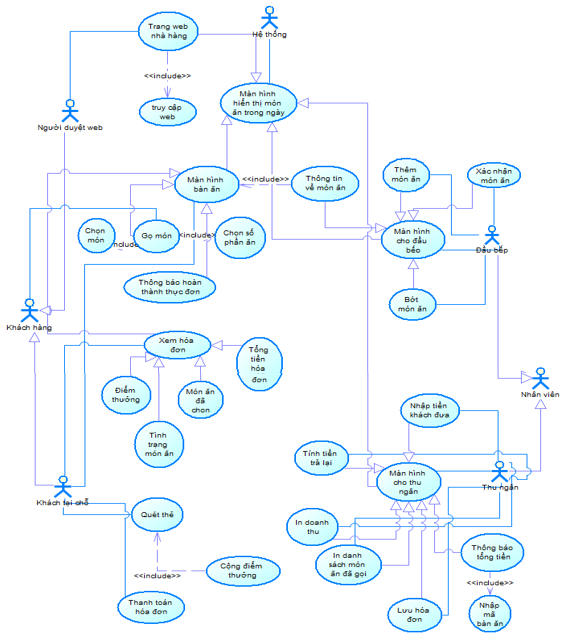 Trang web
nhà hàng
Hệ thống
<<include>>
truy cập
web
Màn hình
hiển thị món
ăn trong ngày
Người duyệt web
Màn hình
bàn ăn
<<include>>
Thông tin
về món ăn
Thêm
món ăn
Xác nhận
món ăn
Chọn
món
nclude
Gọ món
<<includ
Chọn số
phần ăn
Màn hình
cho đầu
bếp
Đầu bếp
Thông báo hoàn
thành thực đơn
Bớt
món ăn
Khách hàng
Xem hóa
đơn
Tổng
tiền
hóa đơn
Điểm
thưởng
Món ăn
đã
chon
Nhân viên
Tình
trạng
món ăn
Nhập tiền
khách đưa
Tính tiền
trả lại
Màn hình
cho thu
ngân
Thu ngân
Khách tại chỗ
Quét thẻ
In doanh
thu
In danh
sách món
ăn đã gọi
Thông báo
tổng tiền
Cộng điểm
thưởng
<<include>>
<<include>>
Thanh toán
hóa đơn
Lưu hóa
đơn
Nhập
mã
bàn ăn